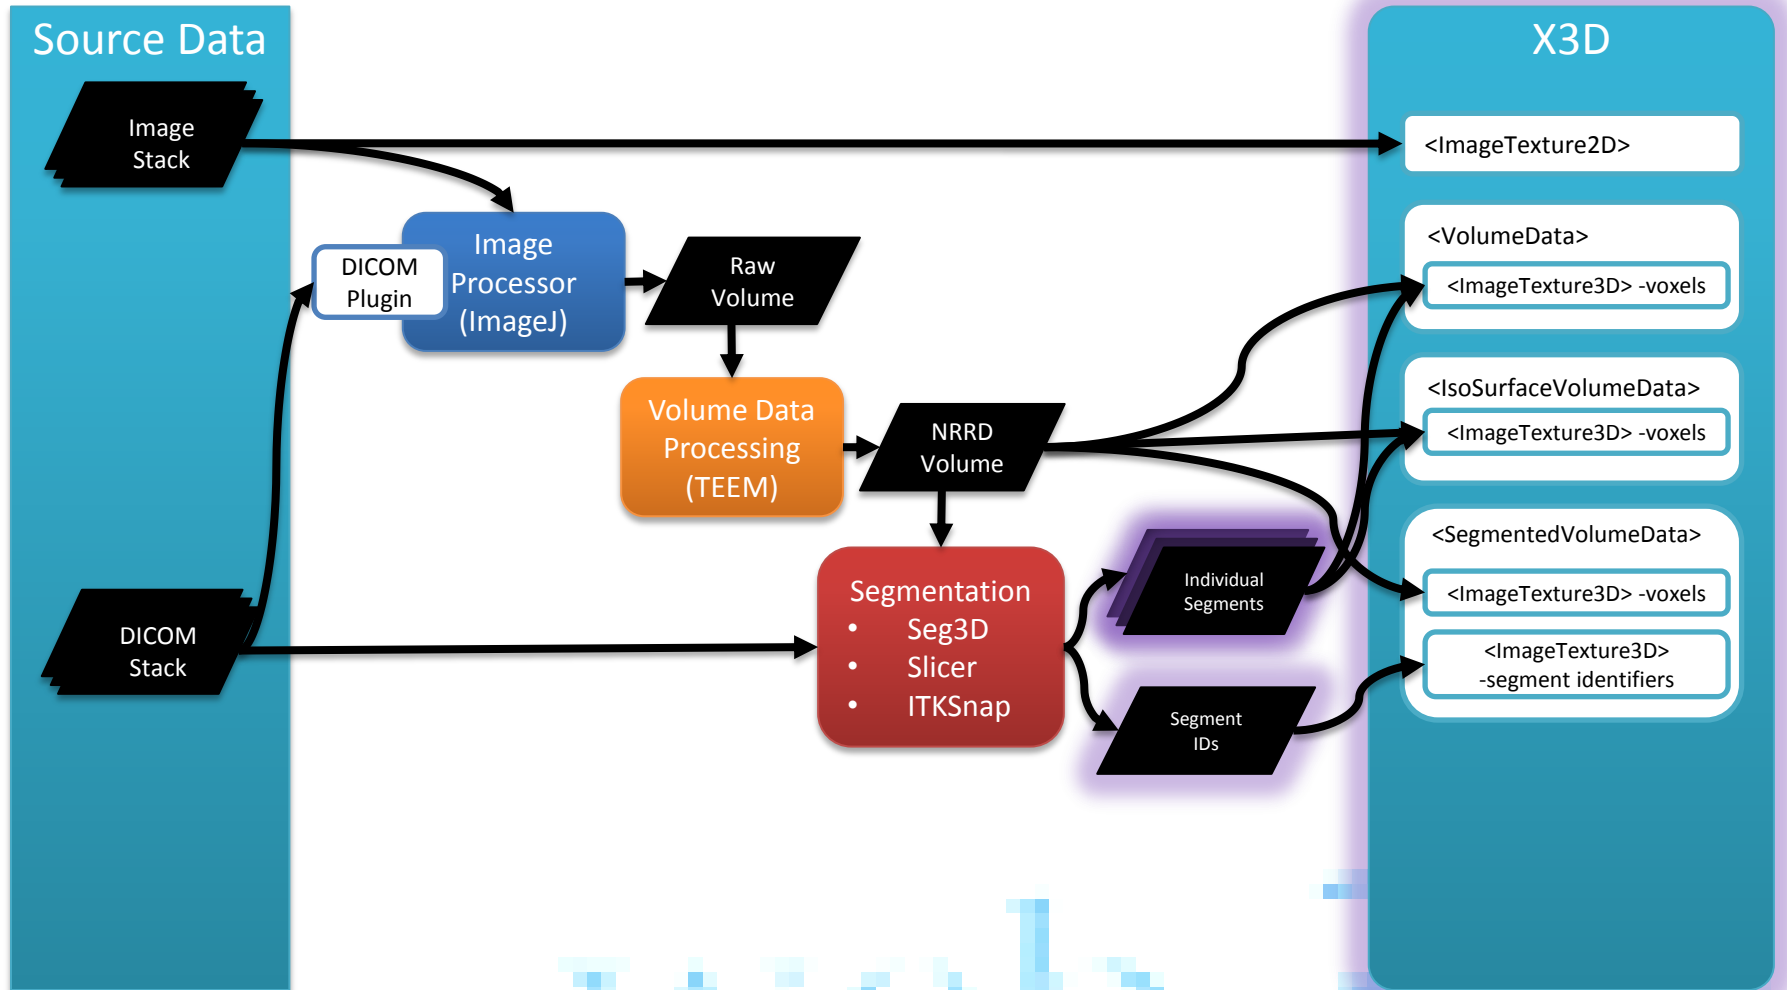 Source Data
X3D
Image
Stack
<ImageTexture2D>
Image
Processor
(ImageJ)
DICOM
Plugin
Raw
Volume
<VolumeData>
<ImageTexture3D> -voxels
Volume Data
Processing
(TEEM)
NRRD
Volume
<IsoSurfaceVolumeData>
<ImageTexture3D> -voxels
DICOM
Stack
Segmentation
• Seg3D
• Slicer
• ITKSnap
Individual
Segments
Segment
IDs
<SegmentedVolumeData>
<ImageTexture3D> -voxels
<ImageTexture3D>
-segment identifiers